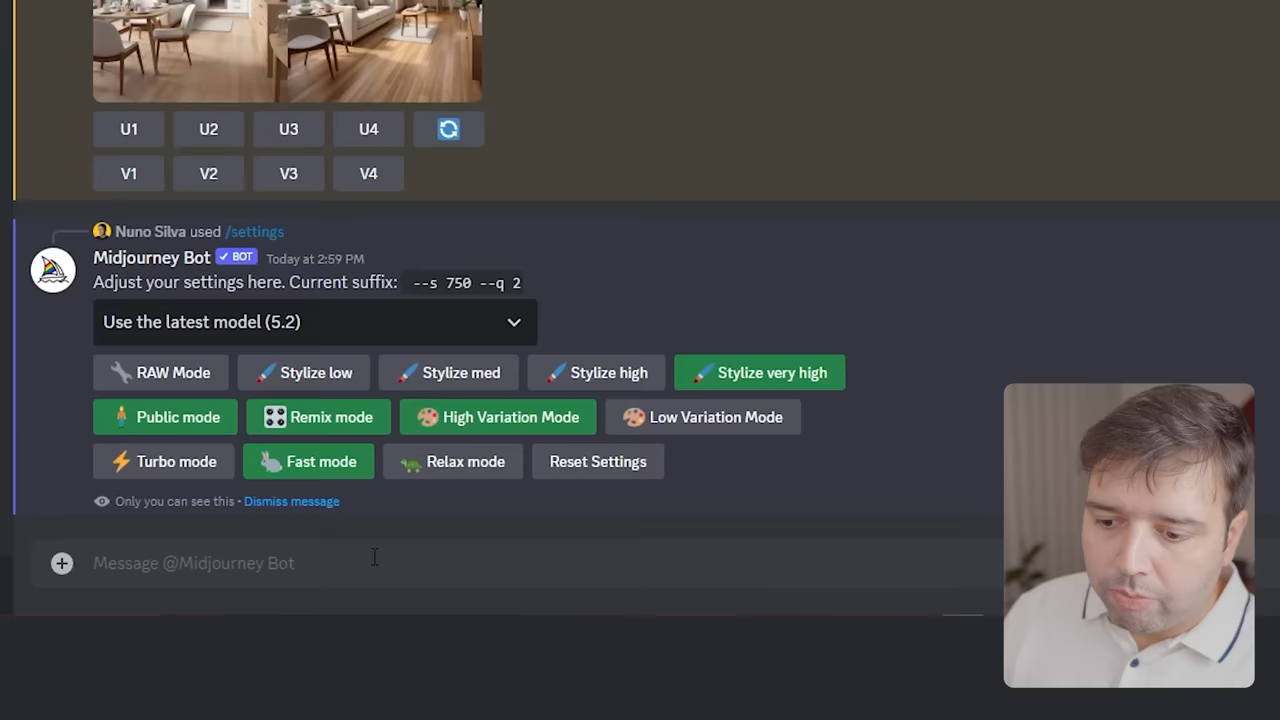 U1 U2 U3 U4
V1 V2 V3 V4
Nuno Silva used /settings
Midjourney Bot ✓ BOT Today at 2:59 PM
Adjust your settings here. Current suffix: --s 750 --q 2
Use the latest model (5.2)
RAW Mode Stylize low Stylize med Stylize high Stylize very high
Public mode Remix mode High Variation Mode Low Variation Mode
Turbo mode Fast mode Relax mode Reset Settings
Only you can see this • Dismiss message
Message @Midjourney Bot